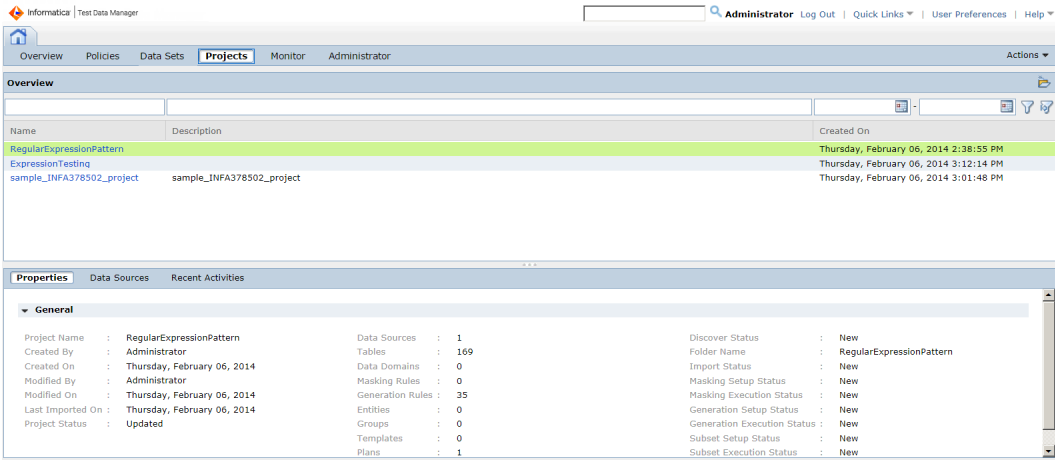 Informatica Test Data Manager Administrator Log Out | Quick Links | User Preferences | Help
Overview Policies Data Sets Projects Monitor Administrator Actions
Overview
-
Name Description Created On
RegularExpressionPattern Thursday, February 06, 2014 2:38:55 PM
ExpressionTesting Thursday, February 06, 2014 3:12:14 PM
sample_INFA378502_project sample_INFA378502_project Thursday, February 06, 2014 3:01:48 PM
Properties Data Sources Recent Activities
General
Project Name : RegularExpressionPattern Data Sources : 1 Discover Status : New
Created By : Administrator Tables : 169 Folder Name : RegularExpressionPattern
Created On : Thursday, February 06, 2014 Data Domains : 0 Import Status : New
Modified By : Administrator Masking Rules : 0 Masking Setup Status : New
Modified On : Thursday, February 06, 2014 Generation Rules : 35 Masking Execution Status : New
Last Imported On : Thursday, February 06, 2014 Entities : 0 Generation Setup Status : New
Project Status : Updated Groups : 0 Generation Execution Status : New
Templates : 0 Subset Setup Status : New
Plans : 1 Subset Execution Status : New